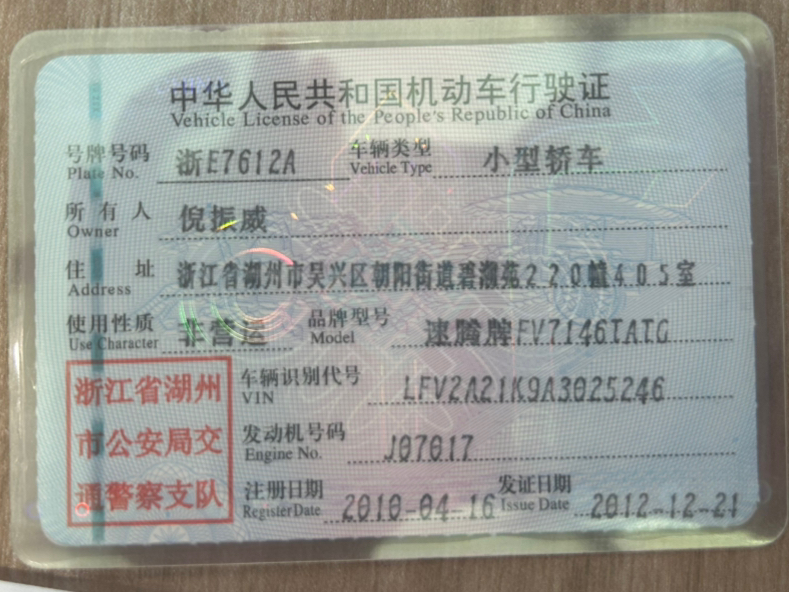 中华人民共和国机动车行驶证
Vehicle License of the People's Republic of China
号牌号码 浙E7612A 车辆类型 小型轿车
Plate No. Vehicle Type
所有人 倪振威
Owner
住址 浙江省湖州市吴兴区朝阳街道碧澜苑220幢405室
Address
使用性质 非营运 品牌型号 速腾牌FV7146TATG
Use Character Model
浙江省湖州 车辆识别代号 LFV2A21K9A3025246
VIN
市公安局交 发动机号码 J07017
Engine No.
通警察支队 注册日期 2010-04-16 发证日期 2012-12-21
Register Date Issue Date